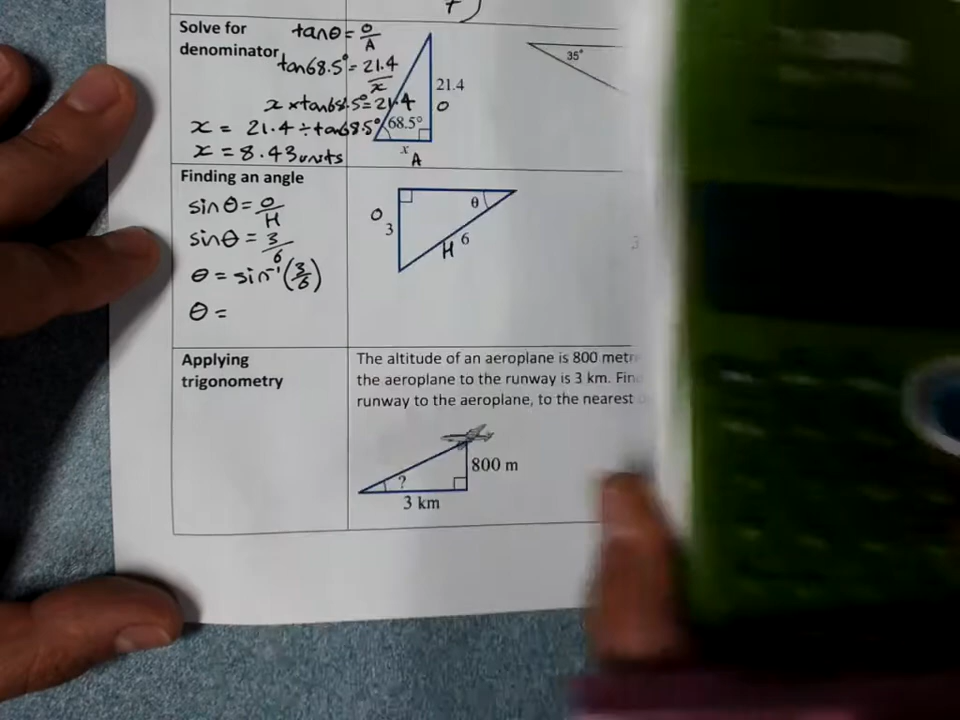 Solve for
denominator
tanθ = O/A
tan68.5° = 21.4/x
x × tan68.5° = 21.4
x = 21.4 ÷ tan68.5°
x = 8.43 units
21.4
O
68.5°
x
A
35°
Finding an angle
sin θ = O/H
sinθ = 3/6
θ = sin⁻¹(3/6)
θ =
O
3
θ
H 6
Applying
trigonometry
The altitude of an aeroplane is 800 metr
the aeroplane to the runway is 3 km. Fin
runway to the aeroplane, to the nearest
?
800 m
3 km